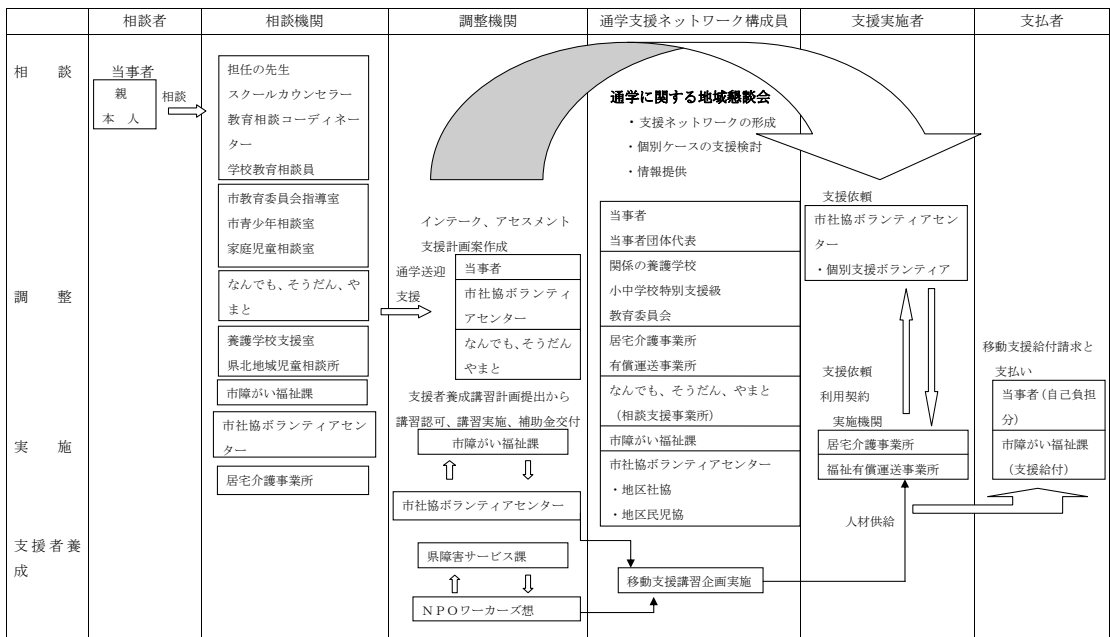 相談者
相談機関
調整機関
通学支援ネットワーク構成員
支援実施者
支払者
相　談
調　整
実　施
支援者養
成
当事者
親
本　人
相談
担任の先生
スクールカウンセラー
教育相談コーディネー
ター
学校教育相談員
市教育委員会指導室
市青少年相談室
家庭児童相談室
なんでも、そうだん、や
まと
養護学校支援室
県北地域児童相談所
市障がい福祉課
市社協ボランティアセン
ター
居宅介護事業所
インテーク、アセスメント
支援計画案作成
通学送迎
支援
当事者
市社協ボランティ
アセンター
なんでも、そうだん
やまと
支援者養成講習計画提出から
講習認可、講習実施、補助金交付
市障がい福祉課
市社協ボランティアセンター
県障害サービス課
ＮＰＯワーカーズ想
通学に関する地域懇談会
・支援ネットワークの形成
・個別ケースの支援検討
・情報提供
当事者
当事者団体代表
関係の養護学校
小中学校特別支援級
教育委員会
居宅介護事業所
有償運送事業所
なんでも、そうだん、やまと
（相談支援事業所）
市障がい福祉課
市社協ボランティアセンター
・地区社協
・地区民児協
移動支援講習企画実施
支援依頼
市社協ボランティアセン
ター
・個別支援ボランティア
支援依頼
利用契約
実施機関
居宅介護事業所
福祉有償運送事業所
人材供給
移動支援給付請求と
支払い
当事者（自己負担
分）
市障がい福祉課
（支援給付）